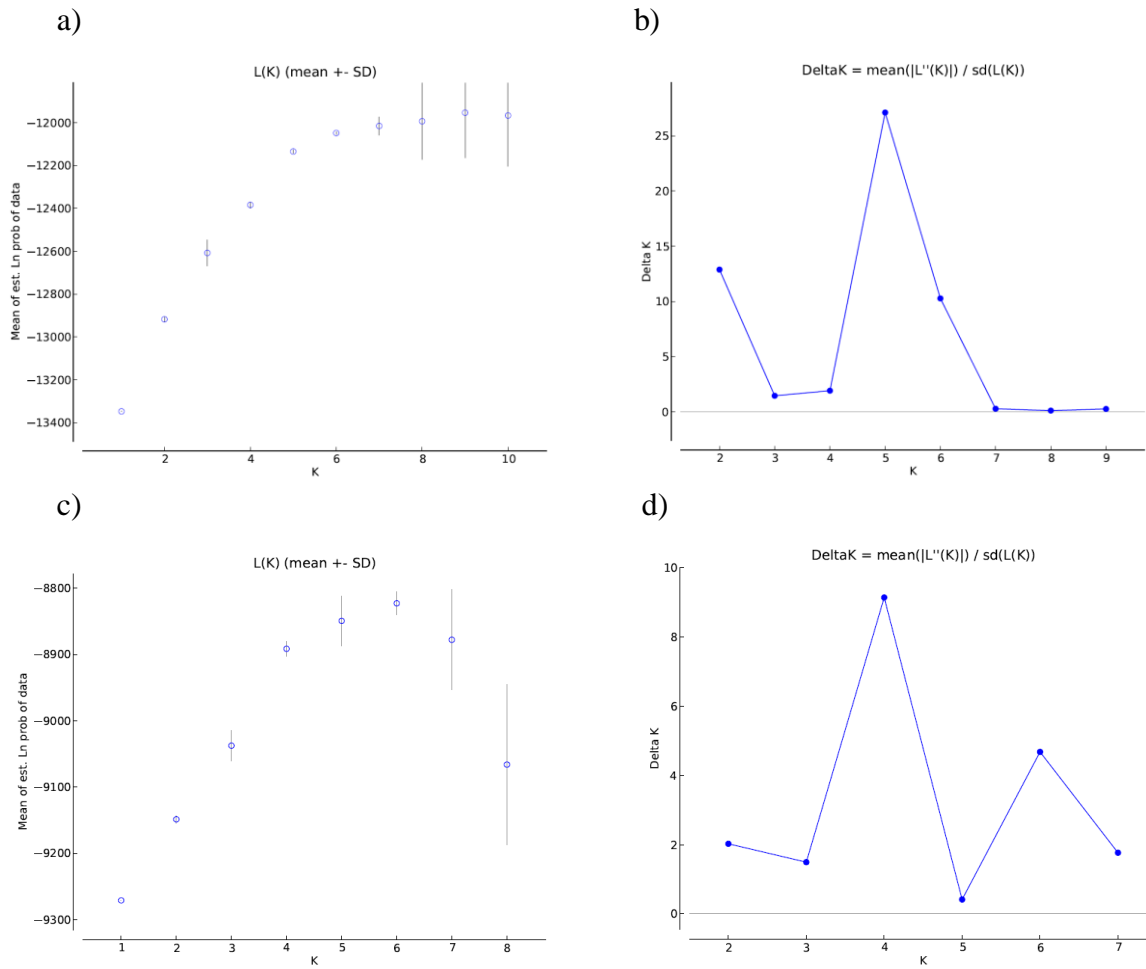 a)
L(K) (mean +- SD)
Mean of est. Ln prob of data
−12000
−12200
−12400
−12600
−12800
−13000
−13200
−13400
2 4 6 8 10
K
b)
DeltaK = mean(|L''(K)|) / sd(L(K))
Delta K
25
20
15
10
5
0
2 3 4 5 6 7 8 9
K
c)
L(K) (mean +- SD)
Mean of est. Ln prob of data
−8800
−8900
−9000
−9100
−9200
−9300
1 2 3 4 5 6 7 8
K
d)
DeltaK = mean(|L''(K)|) / sd(L(K))
Delta K
10
8
6
4
2
0
2 3 4 5 6 7
K